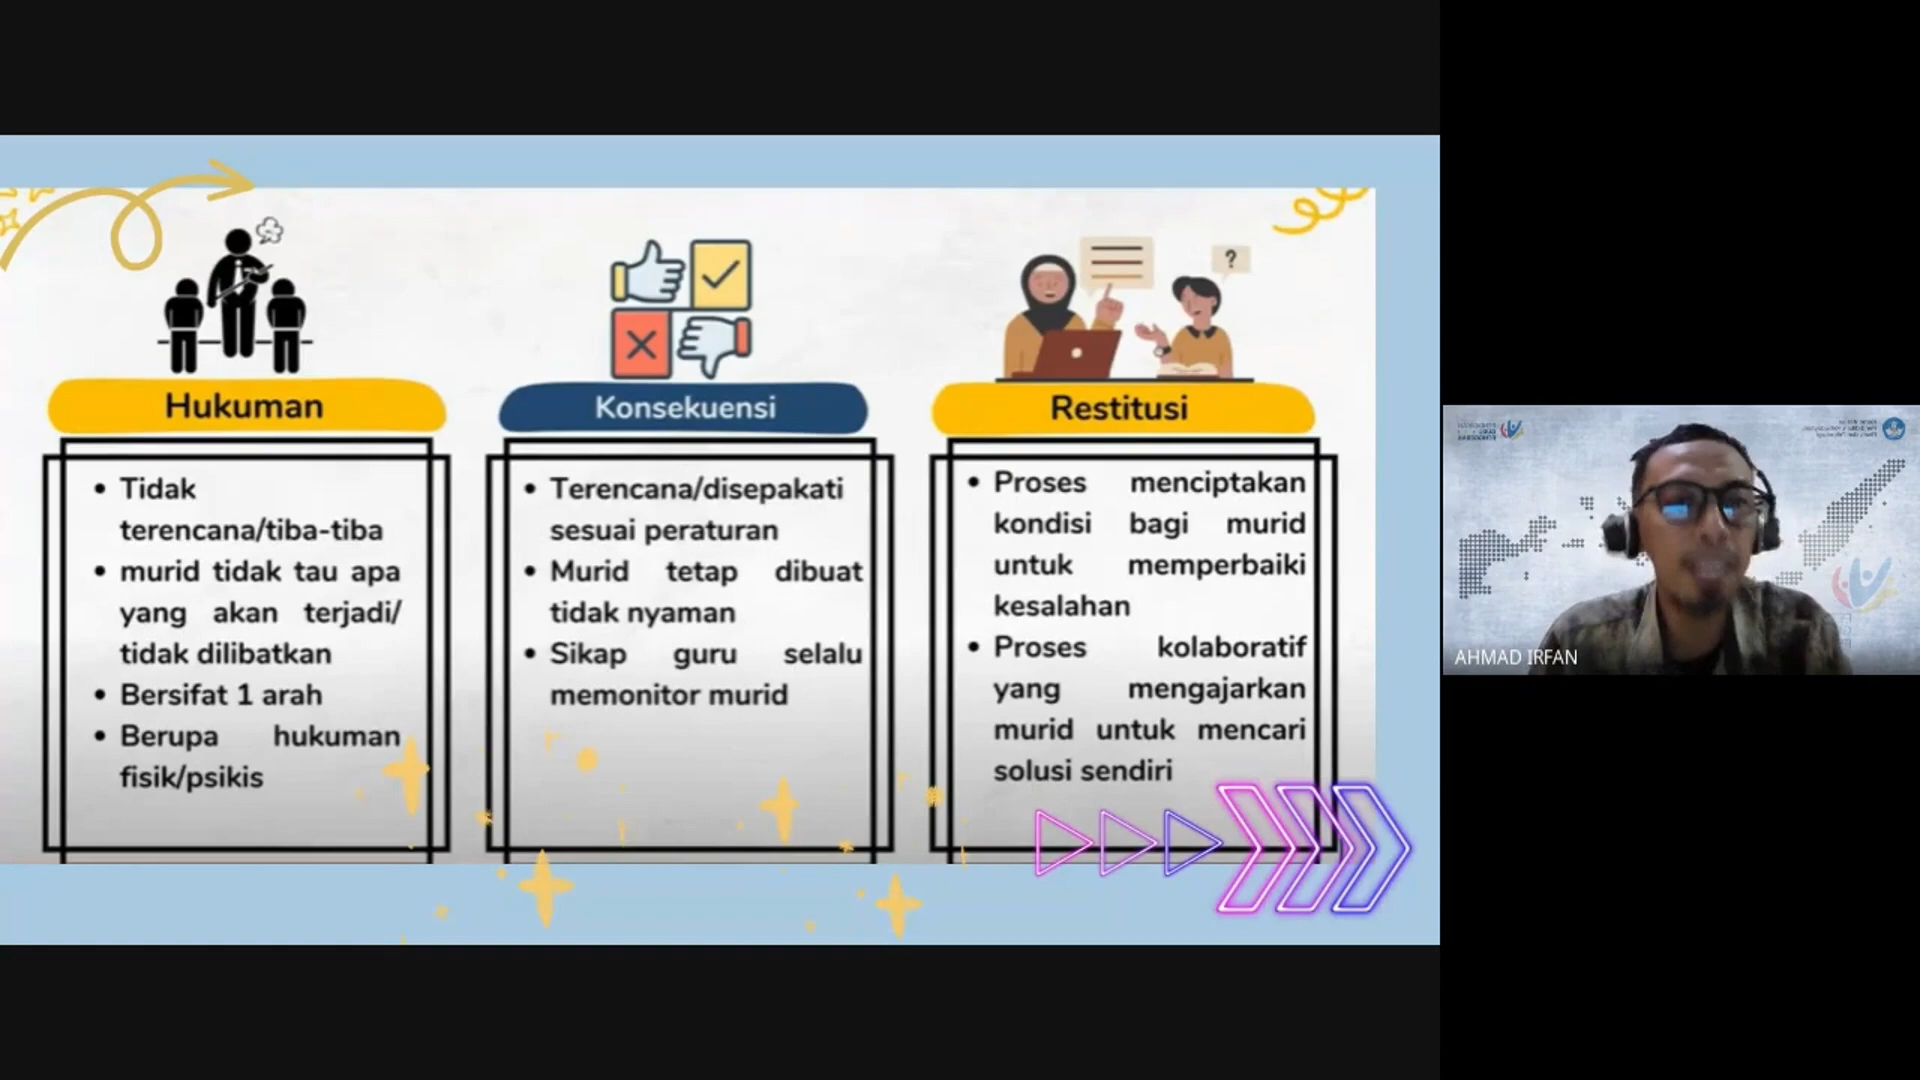 Hukuman
• Tidak
terencana/tiba-tiba
• murid tidak tau apa
yang akan terjadi/
tidak dilibatkan
• Bersifat 1 arah
• Berupa hukuman
fisik/psikis
Konsekuensi
• Terencana/disepakati
sesuai peraturan
• Murid tetap dibuat
tidak nyaman
• Sikap guru selalu
memonitor murid
?
Restitusi
• Proses menciptakan
kondisi bagi murid
untuk memperbaiki
kesalahan
• Proses kolaboratif
yang mengajarkan
murid untuk mencari
solusi sendiri
AHMAD IRFAN